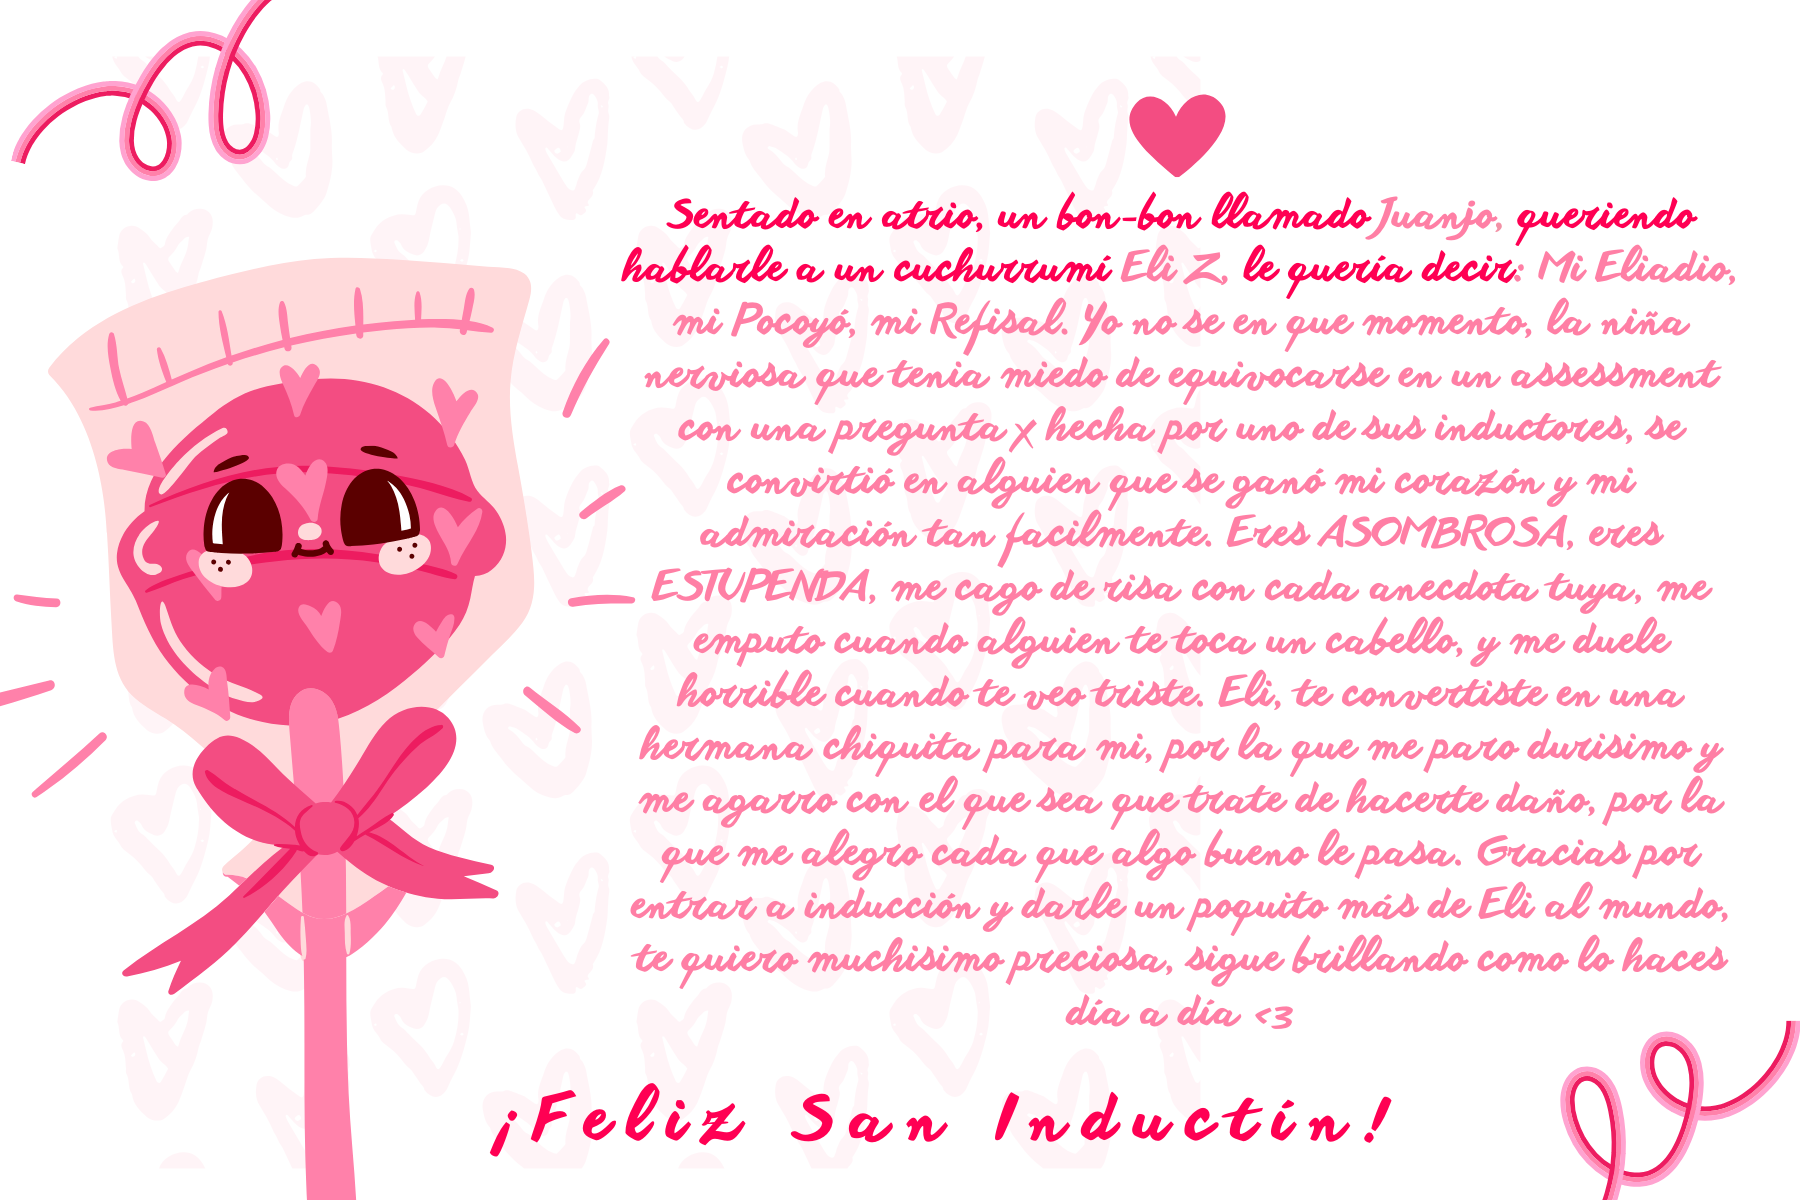 Sentado en atrio, un bon-bon llamado Juanjo, queriendo
hablarle a un cuchurrumí Eli Z, le quería decir: Mi Eliadio,
mi Pocoyó, mi Refisal. Yo no se en que momento, la niña
nerviosa que tenia miedo de equivocarse en un assessment
con una pregunta x hecha por uno de sus inductores, se
convirtió en alguien que se ganó mi corazón y mi
admiración tan facilmente. Eres ASOMBROSA, eres
ESTUPENDA, me cago de risa con cada anecdota tuya, me
emputo cuando alguien te toca un cabello, y me duele
horrible cuando te veo triste. Eli, te convertiste en una
hermana chiquita para mi, por la que me paro durisimo y
me agarro con el que sea que trate de hacerte daño, por la
que me alegro cada que algo bueno le pasa. Gracias por
entrar a inducción y darle un poquito más de Eli al mundo,
te quiero muchisimo preciosa, sigue brillando como lo haces
día a día <3
¡Feliz San Inductín!